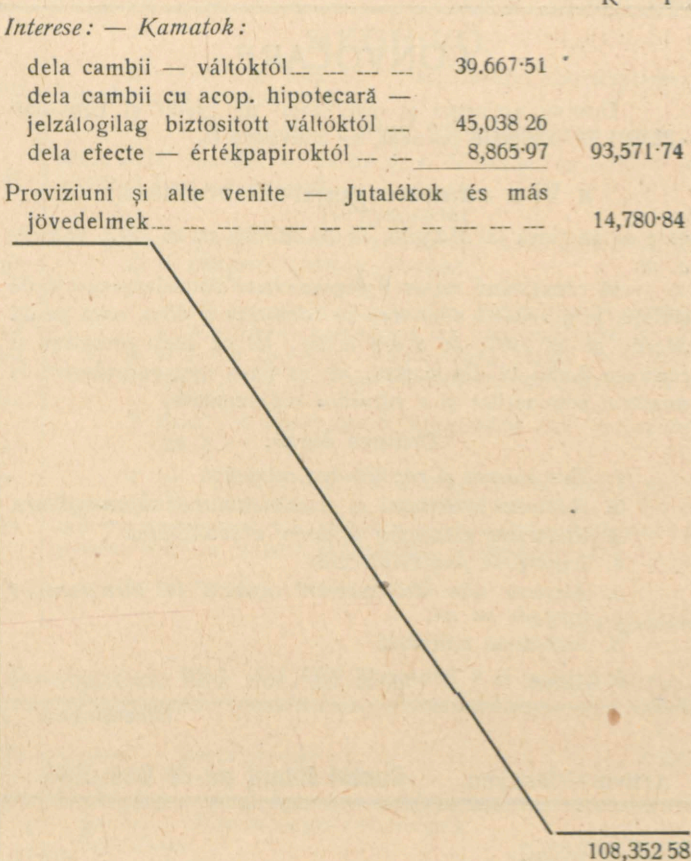 Interese: — Kamatok:
dela cambii — váltóktól 39.667·51
dela cambii cu acop. hipotecară —
jelzálogilag biztositott váltóktól 45,038 26
dela efecte — értékpapiroktól 8,865·97 93,571·74
Proviziuni și alte venite — Jutalékok és más
jövedelmek 14,780·84
108,352 58